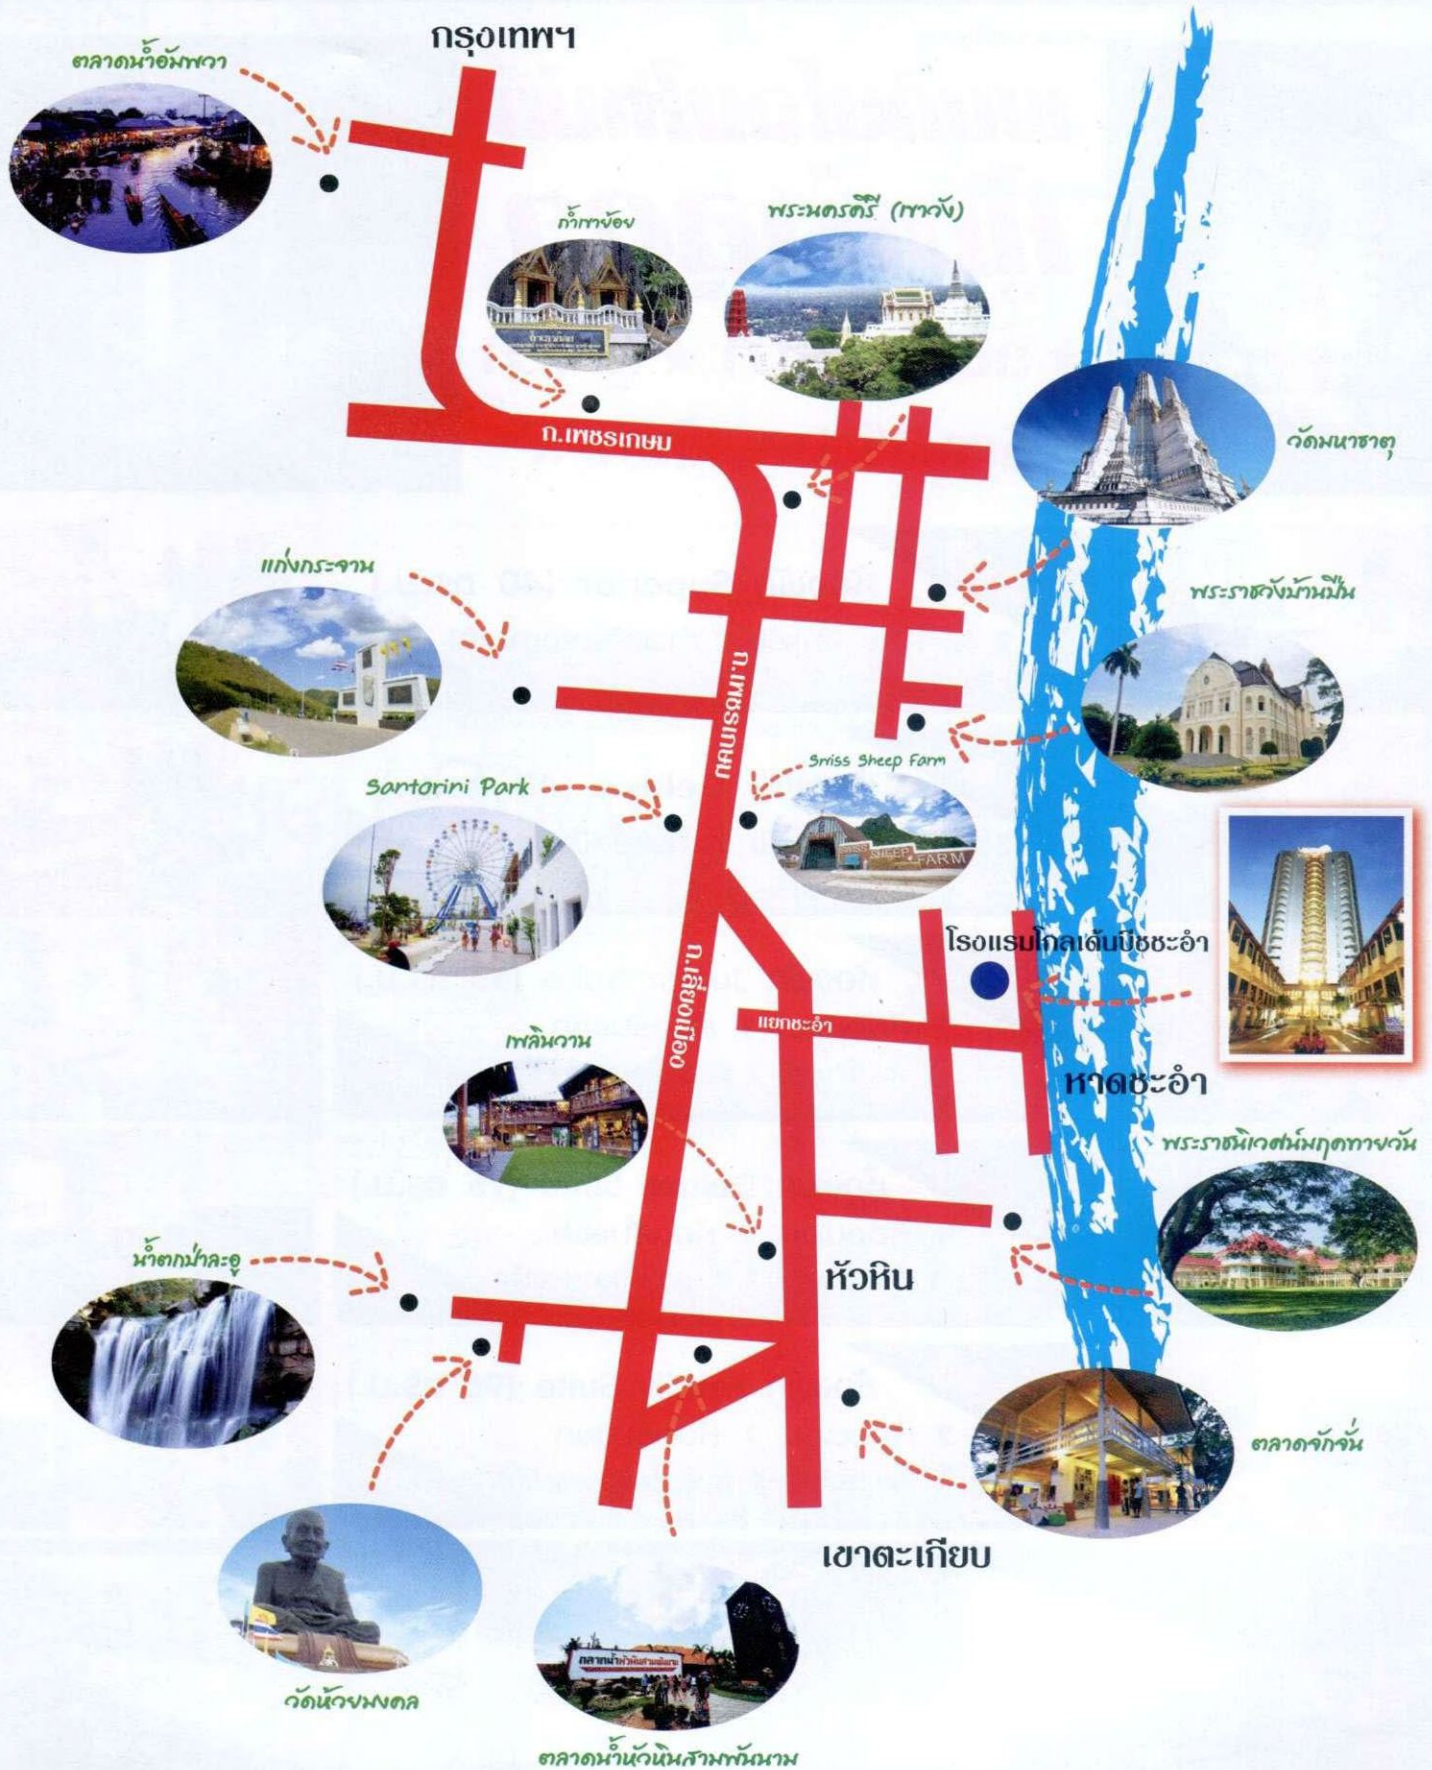 กรุงเทพฯ
ตลาดน้ำอัมพวา
ถ้ำเขาย้อย
พระนครคีรี (เขาวัง)
ถ.เพชรเกษม
วัดมหาธาตุ
แก่งกระจาน
พระราชวังบ้านปืน
ถ.เพชรเกษม
Swiss Sheep Farm
Santorini Park
SWISS SHEEP FARM
โรงแรมโกลเด้นบีชชะอำ
ถ.เลี่ยงเมือง
แยกชะอำ
เพลินวาน
หาดชะอำ
พระราชนิเวศน์มฤคทายวัน
น้ำตกป่าละอู
หัวหิน
ตลาดจักจั่น
เขาตะเกียบ
วัดห้วยมงคล
ตลาดน้ำหัวหินสามพันนาม